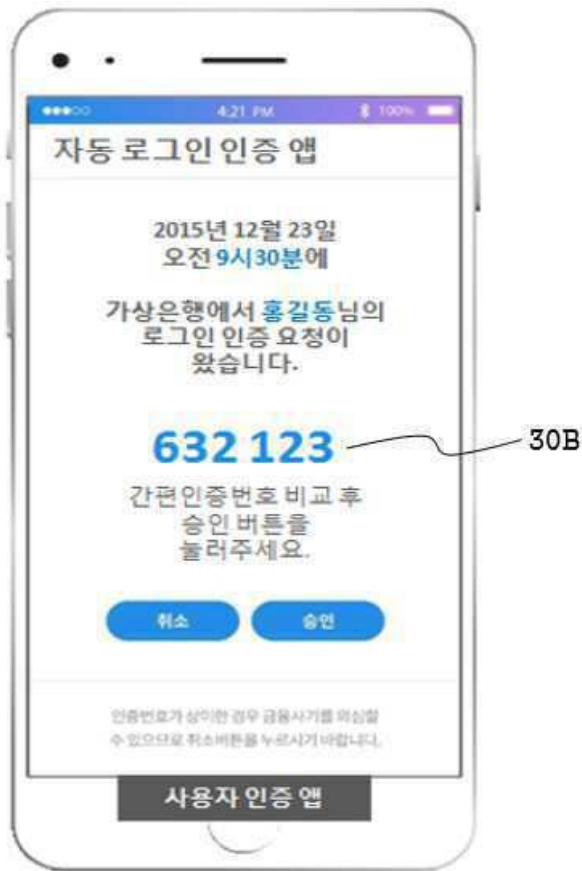 4:21 PM 100%
자동 로그인 인증 앱
2015년 12월 23일
오전 9시30분에
가상은행에서 홍길동님의
로그인 인증 요청이
왔습니다.
632 123
30B
간편인증번호 비교 후
승인 버튼을
눌러주세요.
취소 승인
인증번호가 상이한 경우 금융사기를 의심할
수 있으므로 취소버튼을 누르시기 바랍니다.
사용자 인증 앱